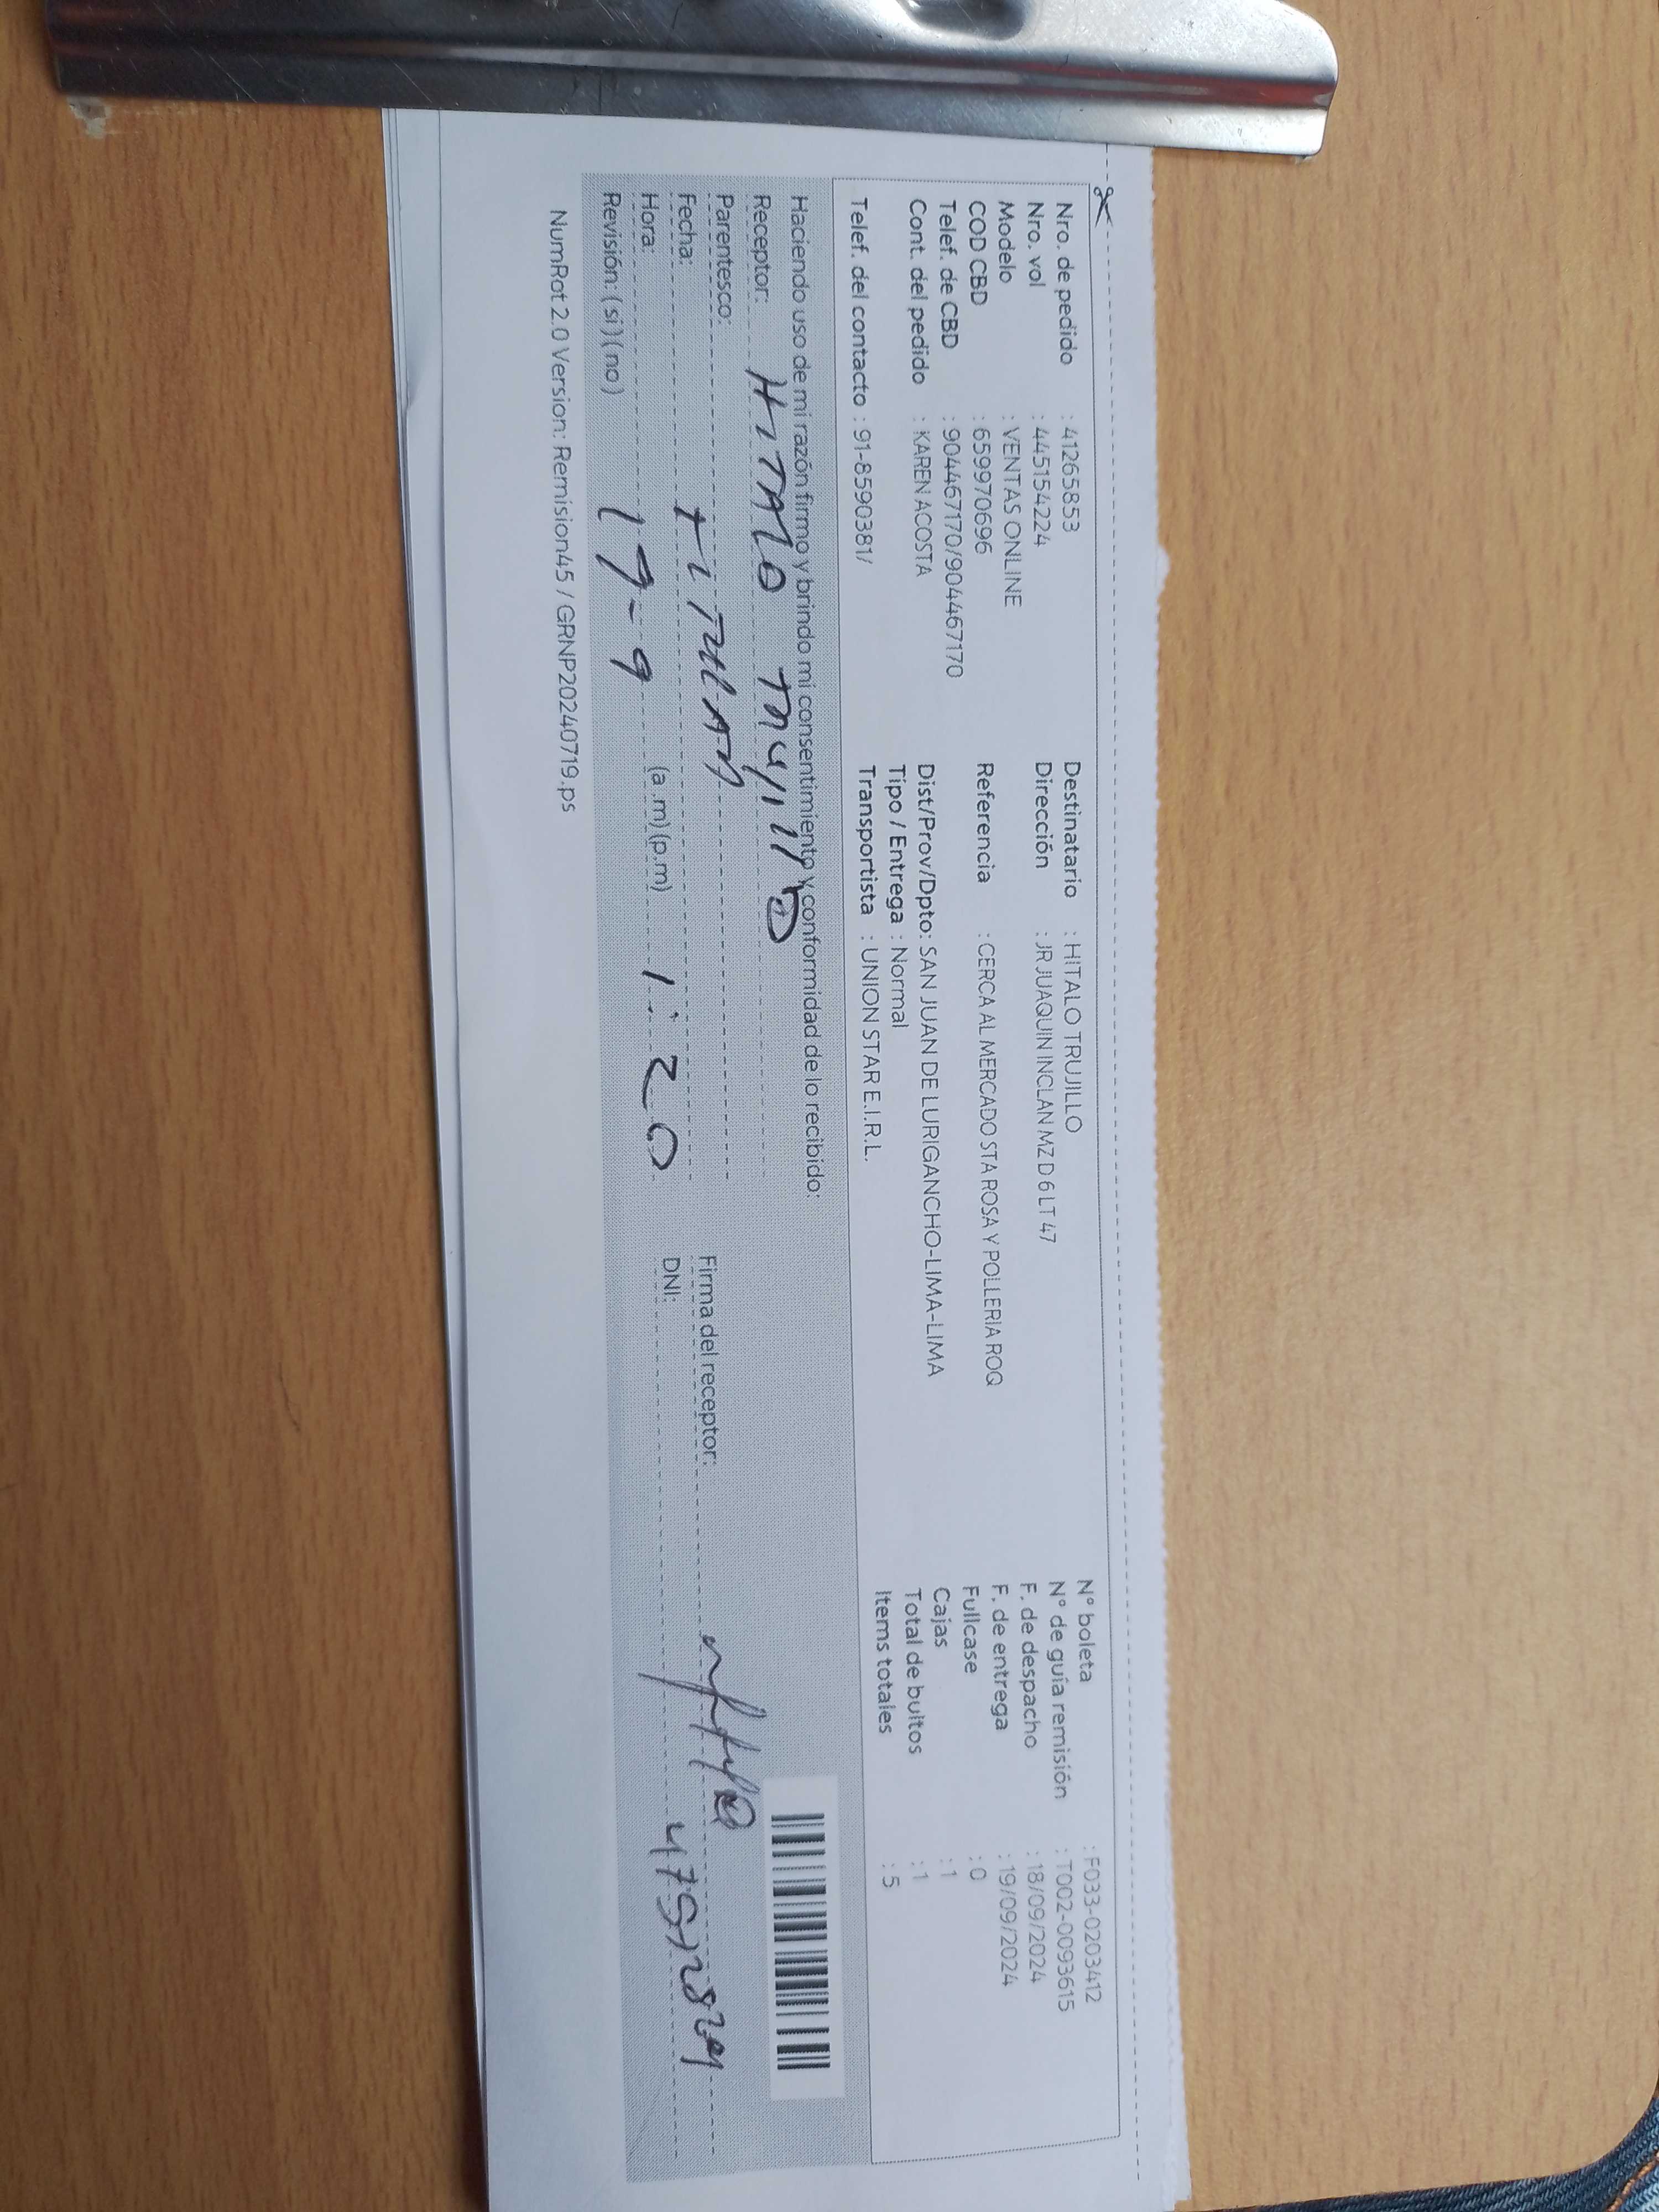 Nro. de pedido : 41265853
Nro. vol : 445154224
Modelo : VENTAS ONLINE
COD CBD : 659970696
Telef. de CBD : 904467170/904467170
Cont. del pedido : KAREN ACOSTA
Telef. del contacto : 91-8590381/
Destinatario : HITALO TRUJILLO
Dirección : JR JUAQUIN INCLAN MZ D 6 LT 47
Referencia : CERCA AL MERCADO STA ROSA Y POLLERIA ROQ
Dist/Prov/Dpto: SAN JUAN DE LURIGANCHO-LIMA-LIMA
Tipo / Entrega : Normal
Transportista : UNION STAR E.I.R.L.
N° boleta : F033-0203412
N° de guía remisión : T002-0093615
F. de despacho : 18/09/2024
F. de entrega : 19/09/2024
Fullcase : 0
Cajas : 1
Total de bultos : 1
Items totales : 5
Haciendo uso de mi razón firmo y brindo mi consentimiento y conformidad de lo recibido:
Receptor: HiTALO TRUJILLO
Parentesco: TiTULAR
Fecha:
Hora: 19-9 (a.m) (p.m) 1:20
Revisión: (si) (no)
Firma del receptor:
DNI:
NumRot 2.0 Version: Remision45 / GRNP20240719.ps